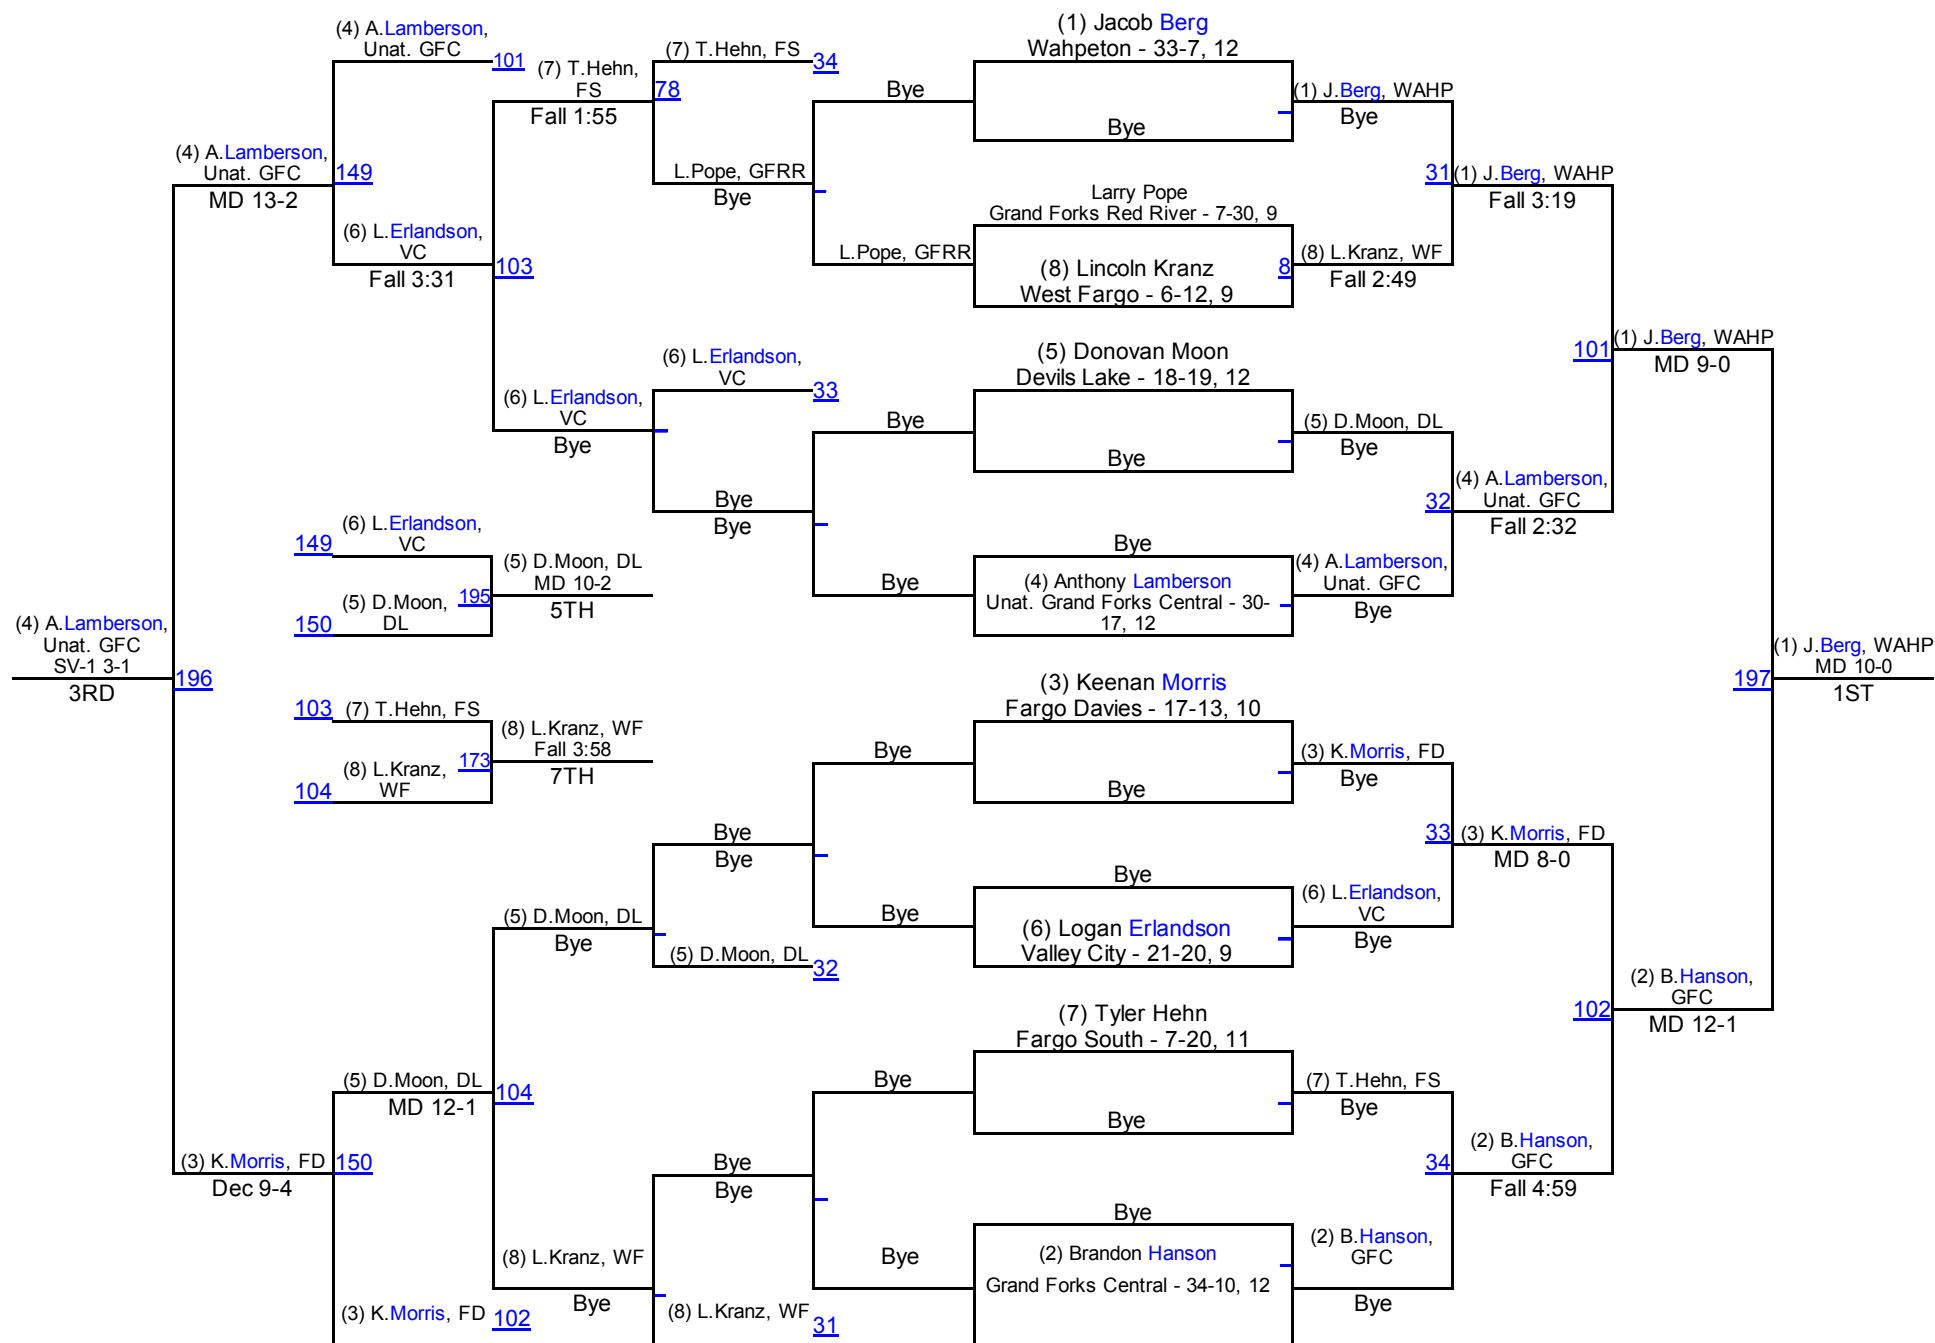 (4) A.Lamberson,
Unat. GFC
101
(7) T.Hehn,
FS
Fall 1:55
(7) T.Hehn, FS
34
78
(4) A.Lamberson,
Unat. GFC
MD 13-2
149
(6) L.Erlandson,
VC
Fall 3:31
103
L.Pope, GFRR
Bye
Bye
L.Pope, GFRR
(6) L.Erlandson,
VC
33
(6) L.Erlandson,
VC
Bye
Bye
Bye
Bye
Bye
(1) Jacob Berg
Wahpeton - 33-7, 12
Bye
Larry Pope
Grand Forks Red River - 7-30, 9
(8) Lincoln Kranz
West Fargo - 6-12, 9
8
(5) Donovan Moon
Devils Lake - 18-19, 12
Bye
Bye
(4) Anthony Lamberson
Unat. Grand Forks Central - 30-
17, 12
(1) J.Berg, WAHP
Bye
31
(8) L.Kranz, WF
Fall 2:49
(1) J.Berg, WAHP
Fall 3:19
(5) D.Moon, DL
Bye
32
(4) A.Lamberson,
Unat. GFC
Bye
(4) A.Lamberson,
Unat. GFC
Fall 2:32
101
(1) J.Berg, WAHP
MD 9-0
149
(6) L.Erlandson,
VC
150
(5) D.Moon,
DL
195
(5) D.Moon, DL
MD 10-2
5TH
(4) A.Lamberson,
Unat. GFC
SV-1 3-1
3RD
196
103
(7) T.Hehn, FS
104
(8) L.Kranz,
WF
173
(8) L.Kranz, WF
Fall 3:58
7TH
197
(1) J.Berg, WAHP
MD 10-0
1ST
(3) Keenan Morris
Fargo Davies - 17-13, 10
Bye
Bye
(6) Logan Erlandson
Valley City - 21-20, 9
Bye
Bye
Bye
Bye
(5) D.Moon, DL
Bye
(5) D.Moon, DL
32
(3) K.Morris, FD
Bye
33
(6) L.Erlandson,
VC
Bye
(3) K.Morris, FD
MD 8-0
102
(2) B.Hanson,
GFC
MD 12-1
(7) Tyler Hehn
Fargo South - 7-20, 11
Bye
Bye
(2) Brandon Hanson
Grand Forks Central - 34-10, 12
(7) T.Hehn, FS
Bye
34
(2) B.Hanson,
GFC
Bye
(2) B.Hanson,
GFC
Fall 4:59
(5) D.Moon, DL
MD 12-1
104
Bye
Bye
Bye
Bye
(3) K.Morris, FD
Dec 9-4
150
(8) L.Kranz, WF
Bye
(3) K.Morris, FD
102
(8) L.Kranz, WF
31